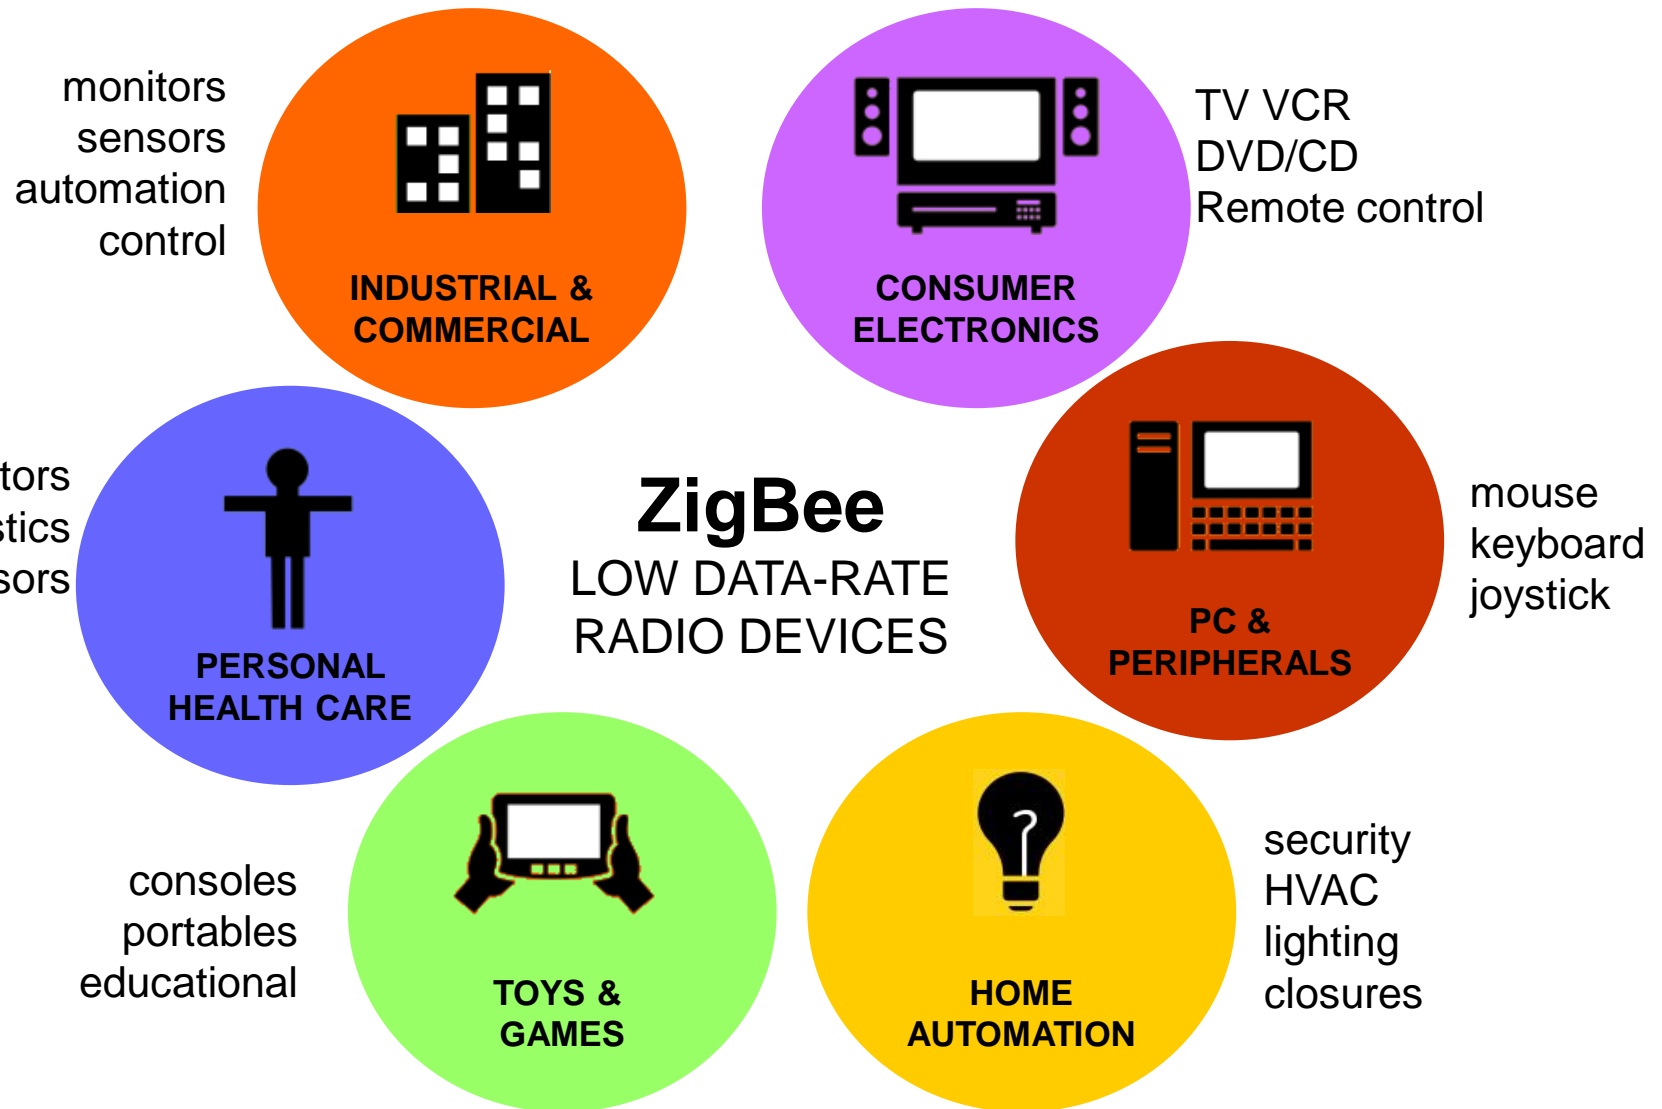 monitors
sensors
automation
control
INDUSTRIAL &
COMMERCIAL
TV VCR
DVD/CD
Remote control
CONSUMER
ELECTRONICS
PERSONAL
HEALTH CARE
ZigBee
LOW DATA-RATE
RADIO DEVICES
mouse
keyboard
joystick
PC &
PERIPHERALS
consoles
portables
educational
TOYS &
GAMES
security
HVAC
lighting
closures
HOME
AUTOMATION